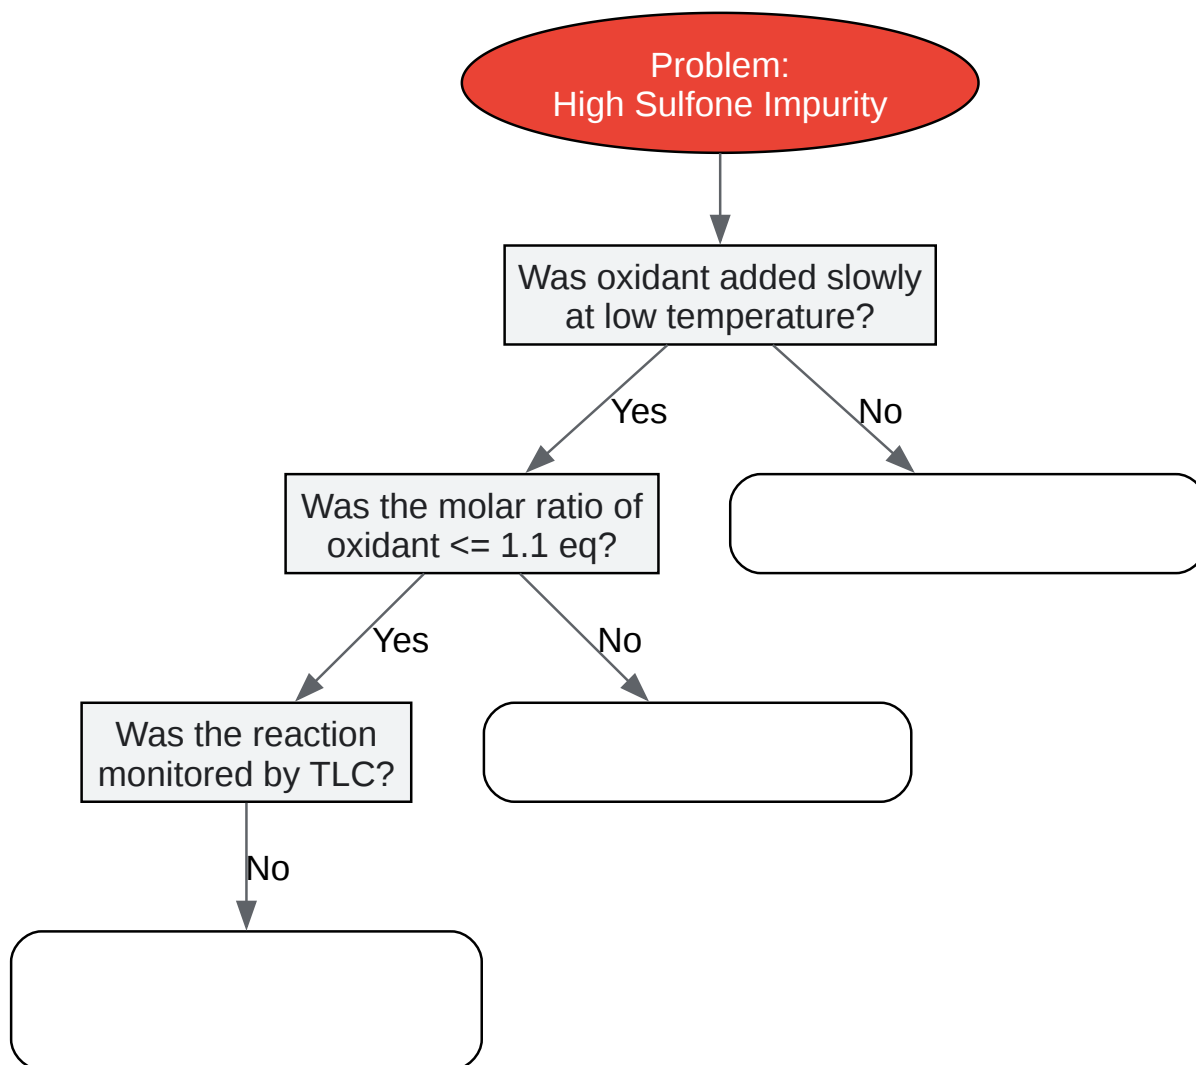 Problem:
High Sulfone Impurity
Was oxidant added slowly
at low temperature?
Yes
No
Was the molar ratio of
oxidant <= 1.1 eq?
Yes
No
Was the reaction
monitored by TLC?
No